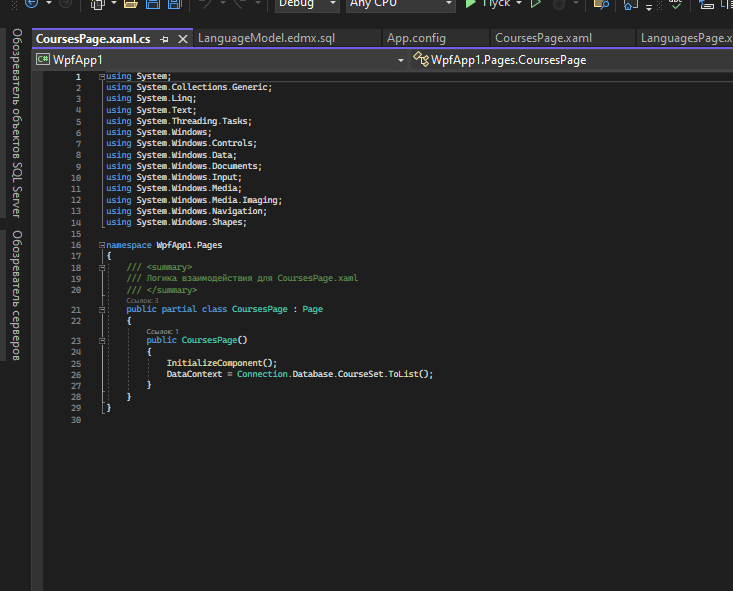 Debug Any CPU Пуск
CoursesPage.xaml.cs LanguageModel.edmx.sql App.config CoursesPage.xaml LanguagesPage.x
C# WpfApp1 WpfApp1.Pages.CoursesPage
Обозреватель объектов SQL Server
Обозреватель серверов
1 using System;
2 using System.Collections.Generic;
3 using System.Linq;
4 using System.Text;
5 using System.Threading.Tasks;
6 using System.Windows;
7 using System.Windows.Controls;
8 using System.Windows.Data;
9 using System.Windows.Documents;
10 using System.Windows.Input;
11 using System.Windows.Media;
12 using System.Windows.Media.Imaging;
13 using System.Windows.Navigation;
14 using System.Windows.Shapes;
15
16 namespace WpfApp1.Pages
17 {
18 /// <summary>
19 /// Логика взаимодействия для CoursesPage.xaml
20 /// </summary>
Ссылок: 3
21 public partial class CoursesPage : Page
22 {
Ссылок: 1
23 public CoursesPage()
24 {
25 InitializeComponent();
26 DataContext = Connection.Database.CourseSet.ToList();
27 }
28 }
29 }
30